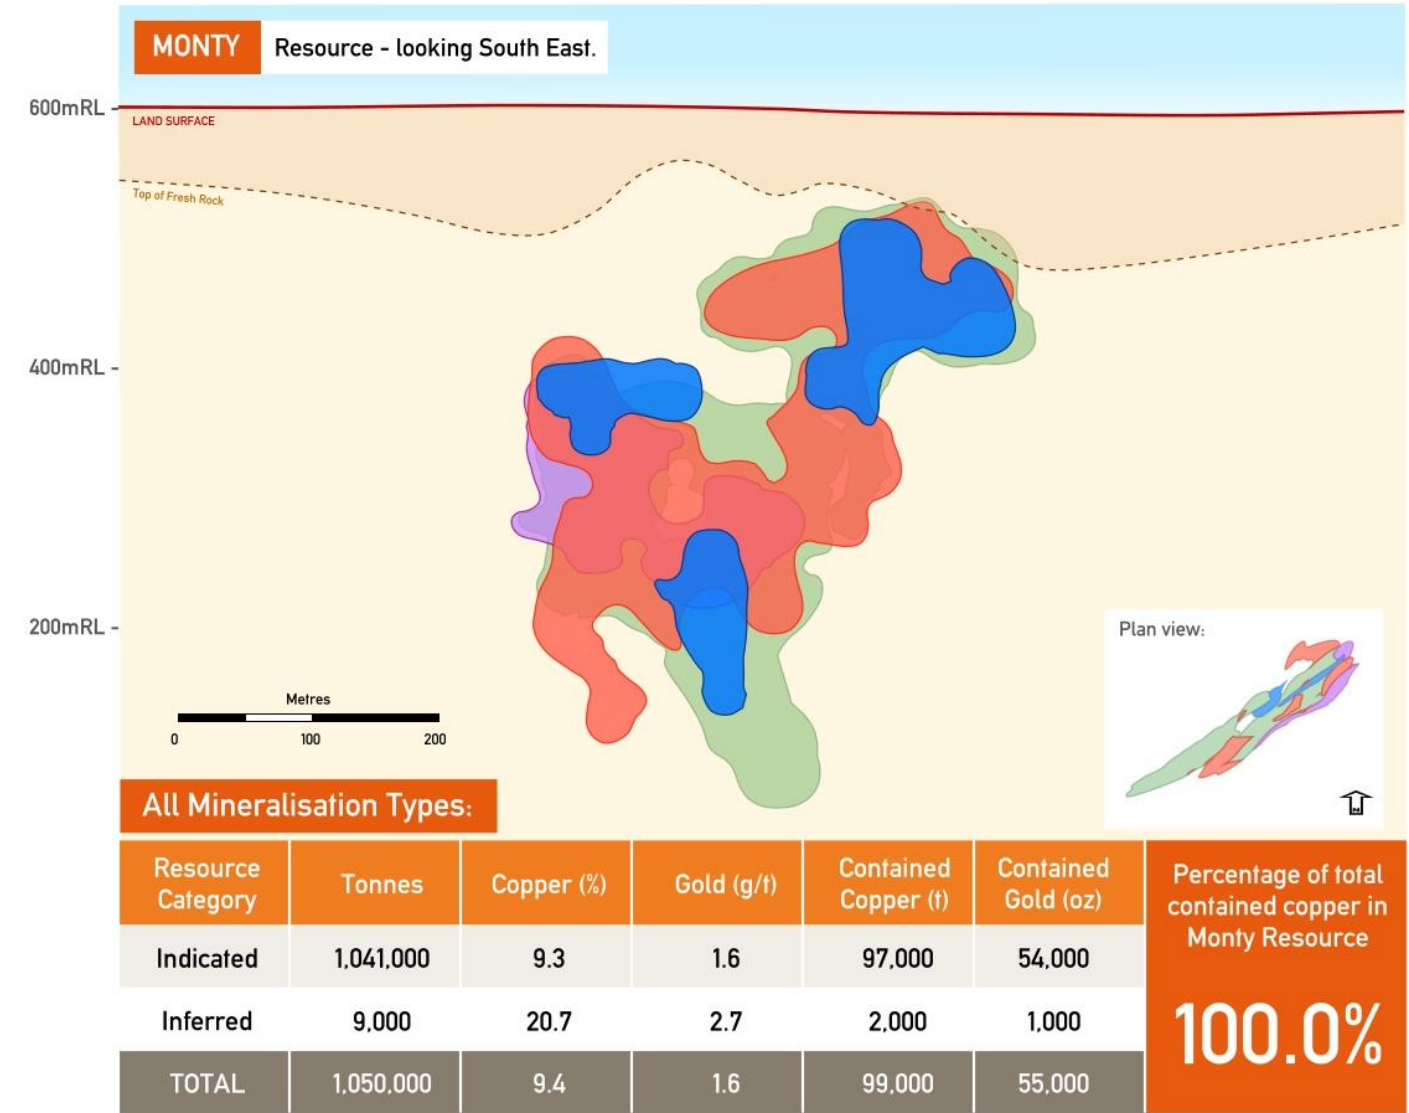 MONTY Resource - looking South East.
600mRL
LAND SURFACE
Top of Fresh Rock
400mRL
200mRL
Plan view:
Metres
0 100 200
N
All Mineralisation Types:
Resource Category Tonnes Copper (%) Gold (g/t) Contained Copper (t) Contained Gold (oz)
Indicated 1,041,000 9.3 1.6 97,000 54,000
Inferred 9,000 20.7 2.7 2,000 1,000
TOTAL 1,050,000 9.4 1.6 99,000 55,000
Percentage of total
contained copper in
Monty Resource
100.0%